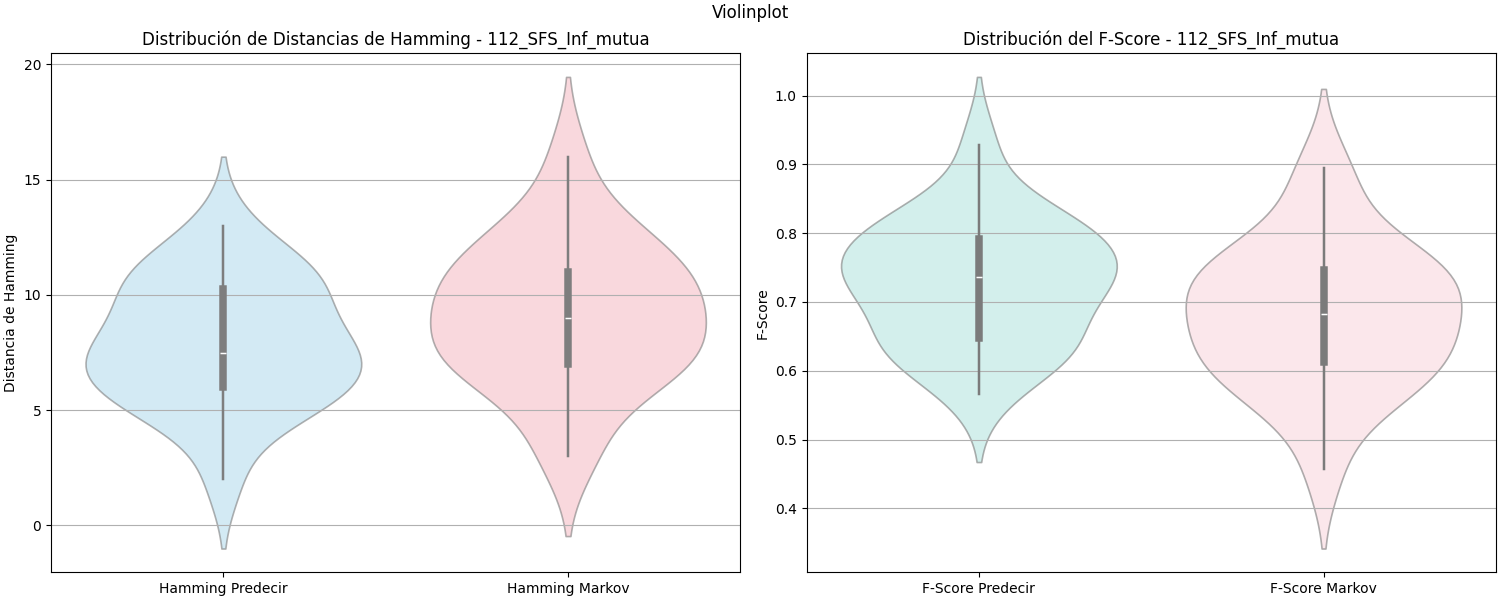 Violinplot
Distribución de Distancias de Hamming - 112_SFS_Inf_mutua
Distancia de Hamming
20
15
10
5
0
Hamming Predecir
Hamming Markov
Distribución del F-Score - 112_SFS_Inf_mutua
F-Score
1.0
0.9
0.8
0.7
0.6
0.5
0.4
F-Score Predecir
F-Score Markov